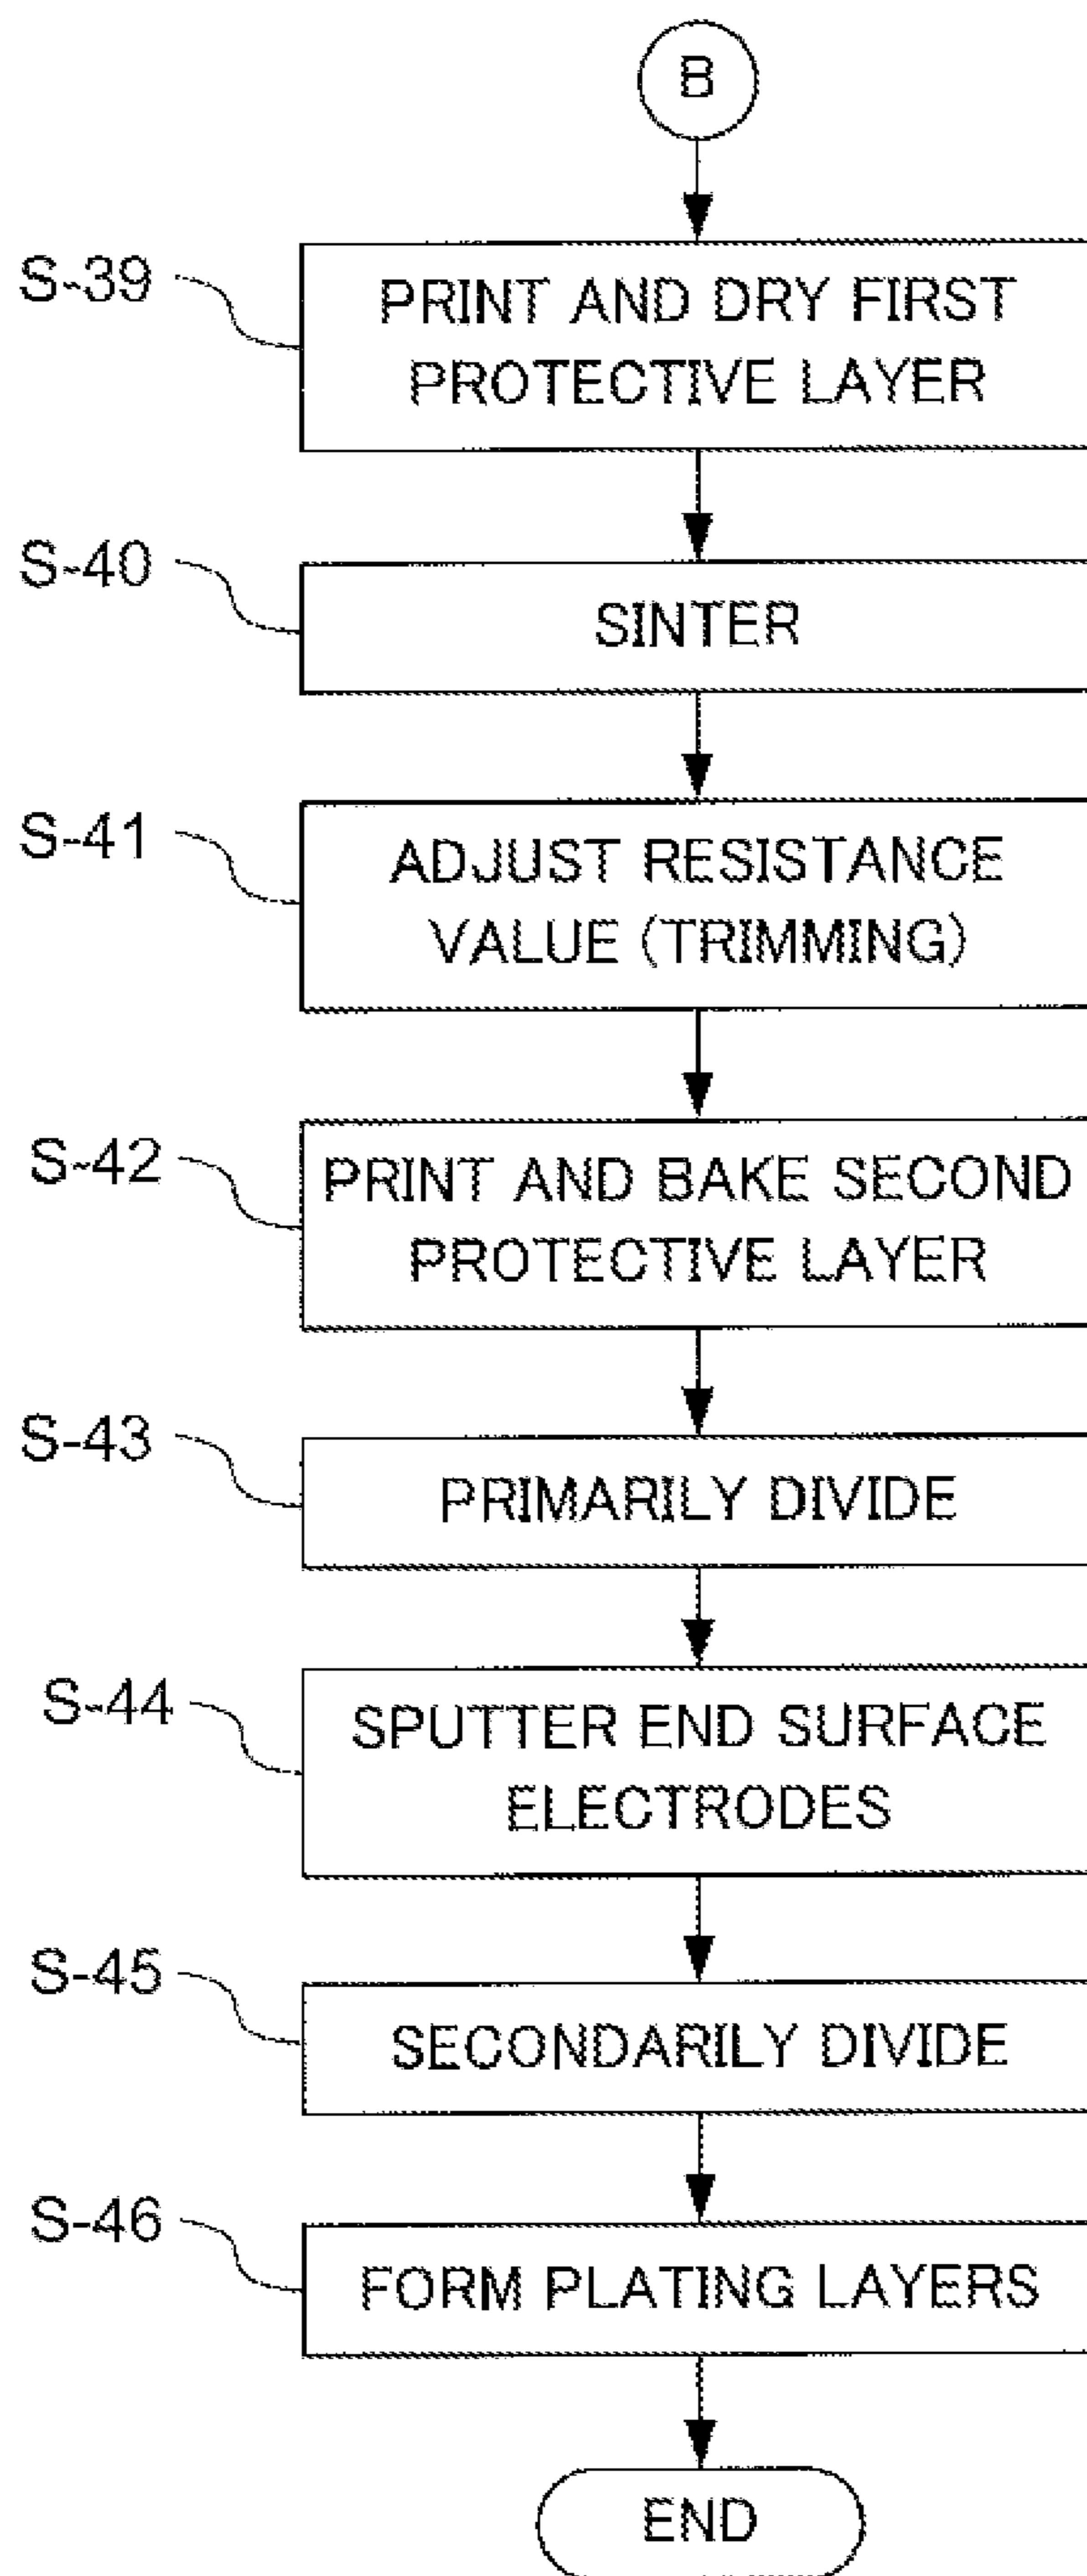 B
S-39
PRINT AND DRY FIRST
PROTECTIVE LAYER
S-40
SINTER
S-41
ADJUST RESISTANCE
VALUE (TRIMMING)
S-42
PRINT AND BAKE SECOND
PROTECTIVE LAYER
S-43
PRIMARILY DIVIDE
S-44
SPUTTER END SURFACE
ELECTRODES
S-45
SECONDARILY DIVIDE
S-46
FORM PLATING LAYERS
END